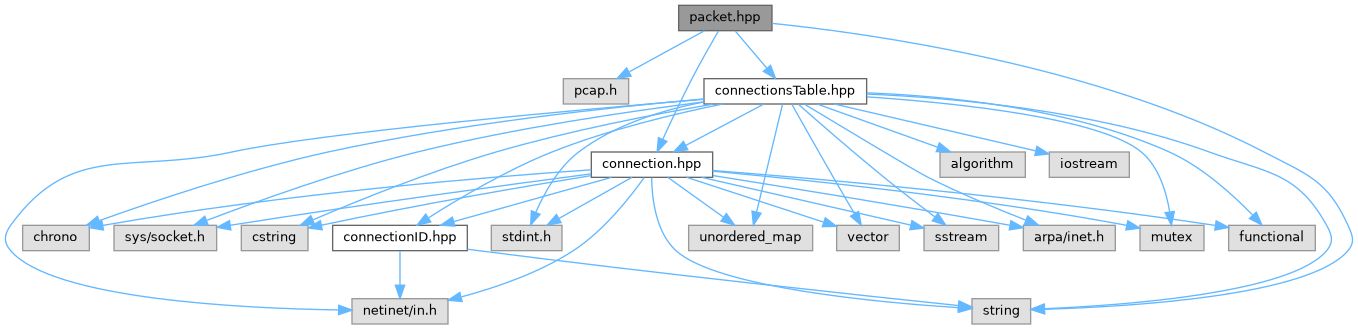 packet.hpp
pcap.h
connectionsTable.hpp
connection.hpp
algorithm
iostream
chrono
sys/socket.h
cstring
connectionID.hpp
stdint.h
unordered_map
vector
sstream
arpa/inet.h
mutex
functional
netinet/in.h
string